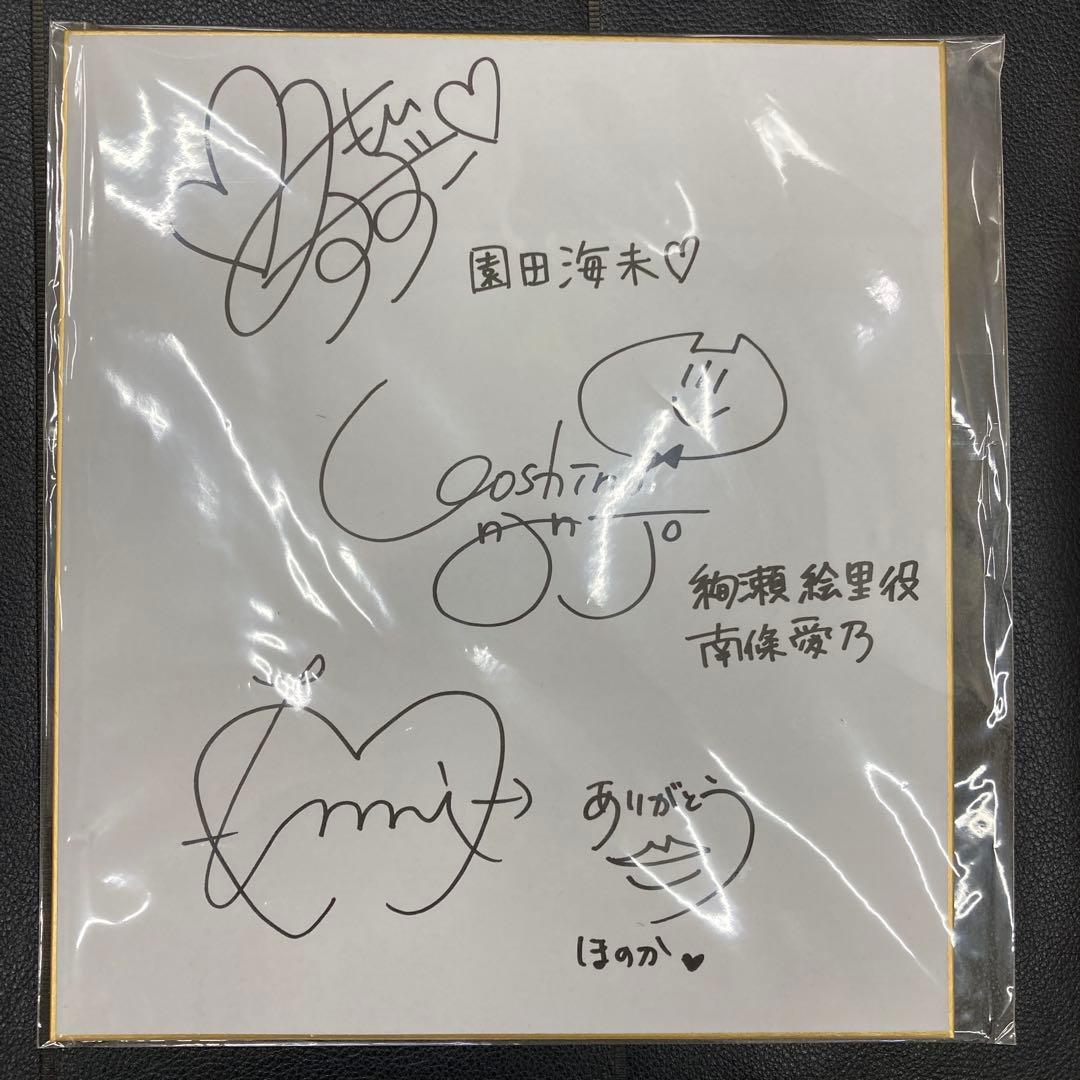 園田海未♡
Yoshino
nanjo
絢瀬絵里役
南條愛乃
Emi
ありがとう
ほのか♥